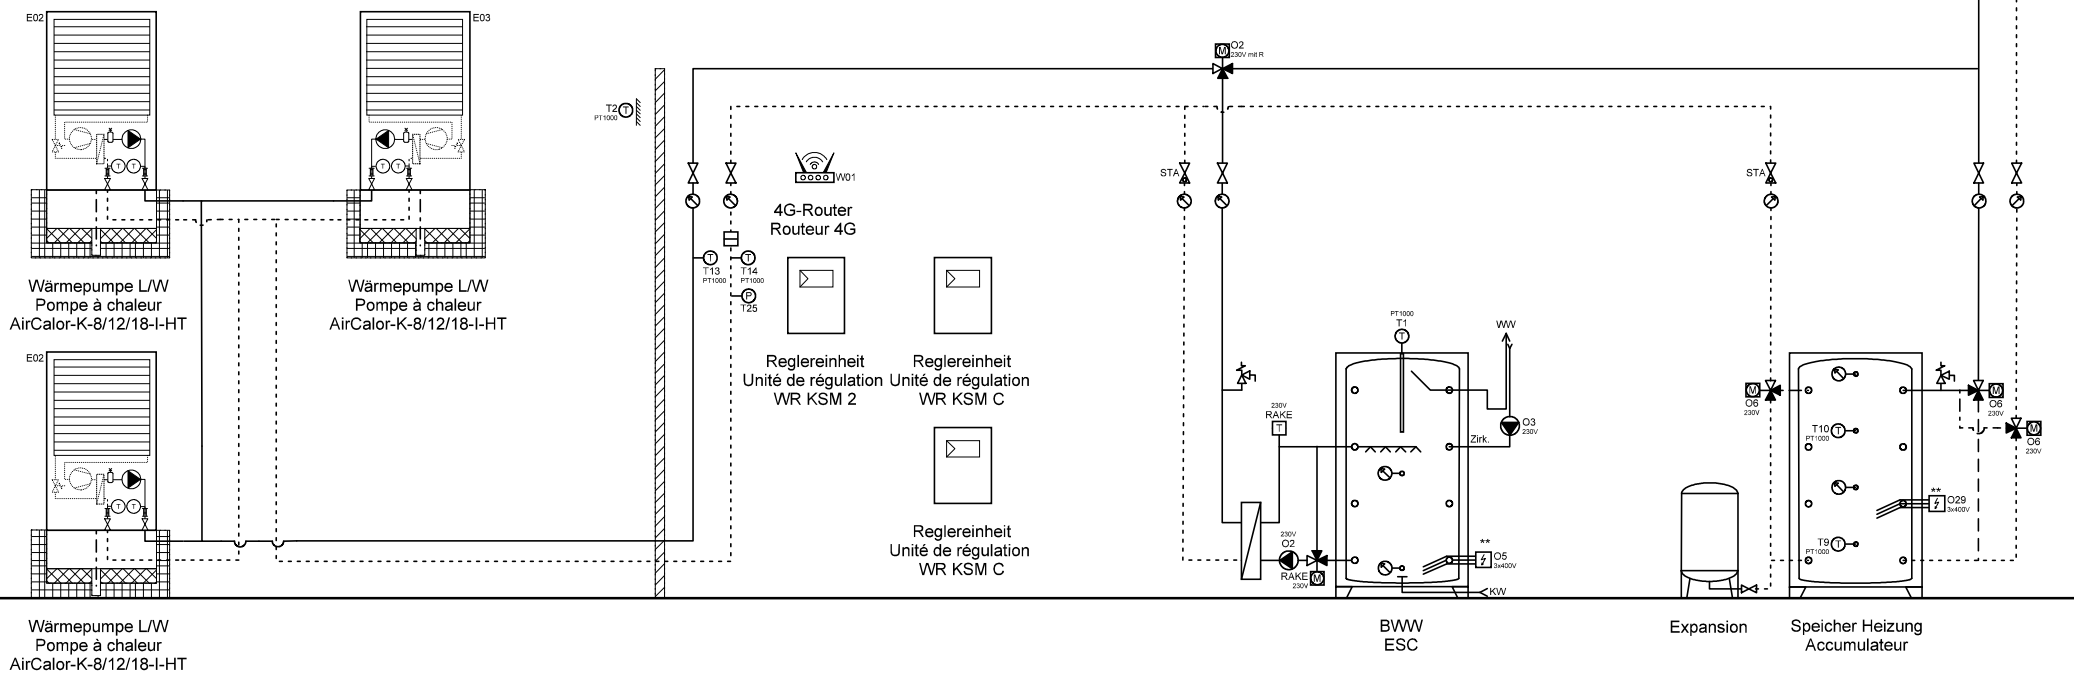 E02
E03
O2
230V mit R
T2
T
PT1000
M
T
T
T
T
STA
STA
W01
4G-Router
Routeur 4G
T
T13
PT1000
T
T14
PT1000
P
T25
Wärmepumpe L/W
Pompe à chaleur
AirCalor-K-8/12/18-I-HT
Wärmepumpe L/W
Pompe à chaleur
AirCalor-K-8/12/18-I-HT
E02
T
T
Reglereinheit
Unité de régulation
WR KSM 2
Reglereinheit
Unité de régulation
WR KSM C
Reglereinheit
Unité de régulation
WR KSM C
PT1000
T1
T
WW
230V
RAKE
T
O3
230V
Zirk.
230V
O2
RAKE
230V
M
**
O5
3x400V
KW
M
O6
230V
M
O6
230V
M
O6
230V
T10
PT1000
T
**
O29
3x400V
T9
PT1000
T
Wärmepumpe L/W
Pompe à chaleur
AirCalor-K-8/12/18-I-HT
BWW
ESC
Expansion
Speicher Heizung
Accumulateur